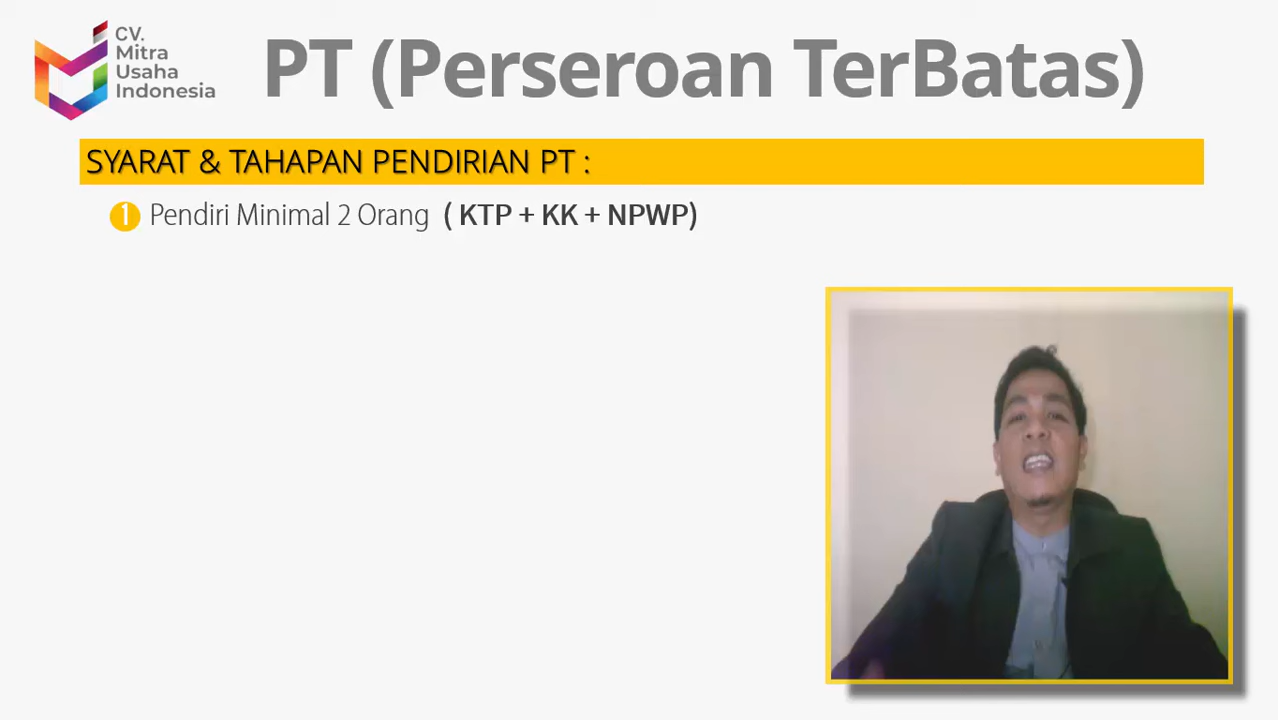 CV.
Mitra
Usaha
Indonesia
PT (Perseroan TerBatas)
SYARAT & TAHAPAN PENDIRIAN PT :
1 Pendiri Minimal 2 Orang ( KTP + KK + NPWP)